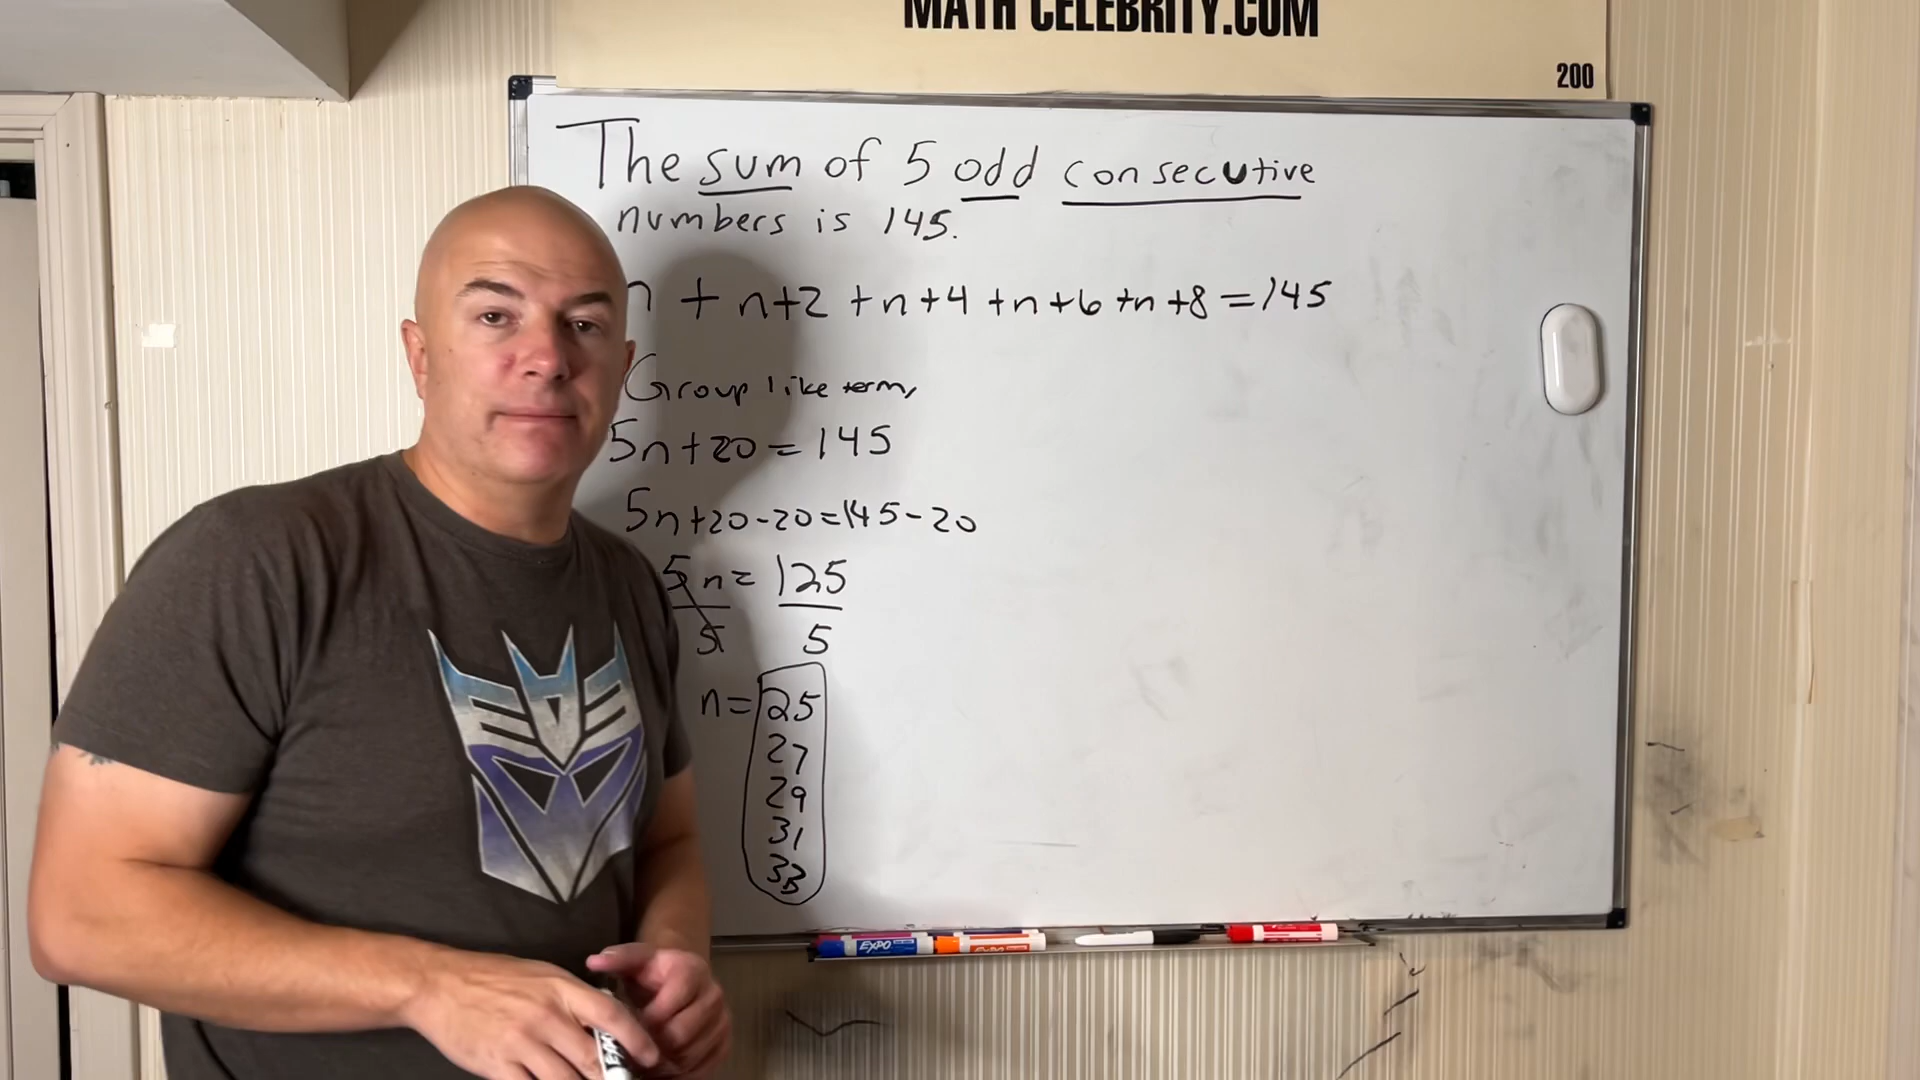 MATH CELEBRITY.COM
200
The sum of 5 odd consecutive
numbers is 145.
n + n+2 + n+4 + n+6 + n+8 = 145
Group like terms
5n+20=145
5n+20-20=145-20
5n = 125
5 5
n = 25
27
29
31
33
EXPO